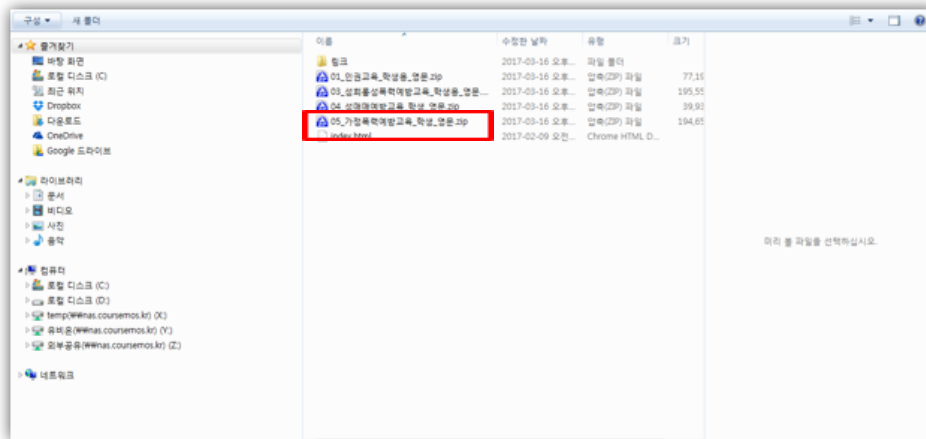 구성 ▼ 새 폴더
즐겨찾기
바탕 화면
로컬 디스크 (C)
최근 위치
Dropbox
다운로드
OneDrive
Google 드라이브
라이브러리
문서
비디오
사진
음악
컴퓨터
로컬 디스크 (C:)
로컬 디스크 (D:)
temp(₩₩nas.coursemos.kr) (X:)
유비온(₩₩nas.coursemos.kr) (Y:)
외부공유(₩₩nas.coursemos.kr) (Z:)
네트워크
이름 수정한 날짜 유형 크기
링크 2017-03-16 오후... 파일 폴더
01_인권교육_학생용_영문.zip 2017-03-16 오후... 압축(ZIP) 파일 77,19
03_성희롱성폭력예방교육_학생용_영문... 2017-03-16 오후... 압축(ZIP) 파일 195,55
04_성매매예방교육_학생_영문.zip 2017-03-16 오후... 압축(ZIP) 파일 39,93
05_가정폭력예방교육_학생_영문.zip 2017-03-16 오후... 압축(ZIP) 파일 194,65
index.html 2017-02-09 오전... Chrome HTML D...
미리 볼 파일을 선택하십시오.